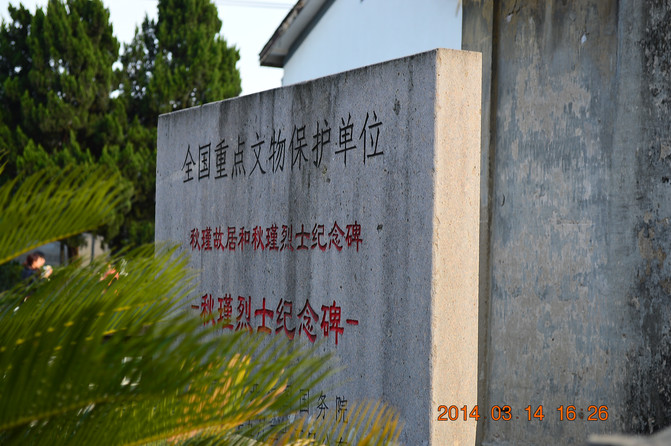 全国重点文物保护单位
秋瑾故居和秋瑾烈士纪念碑
-秋瑾烈士纪念碑-
国务院
2014.03.14 16:26